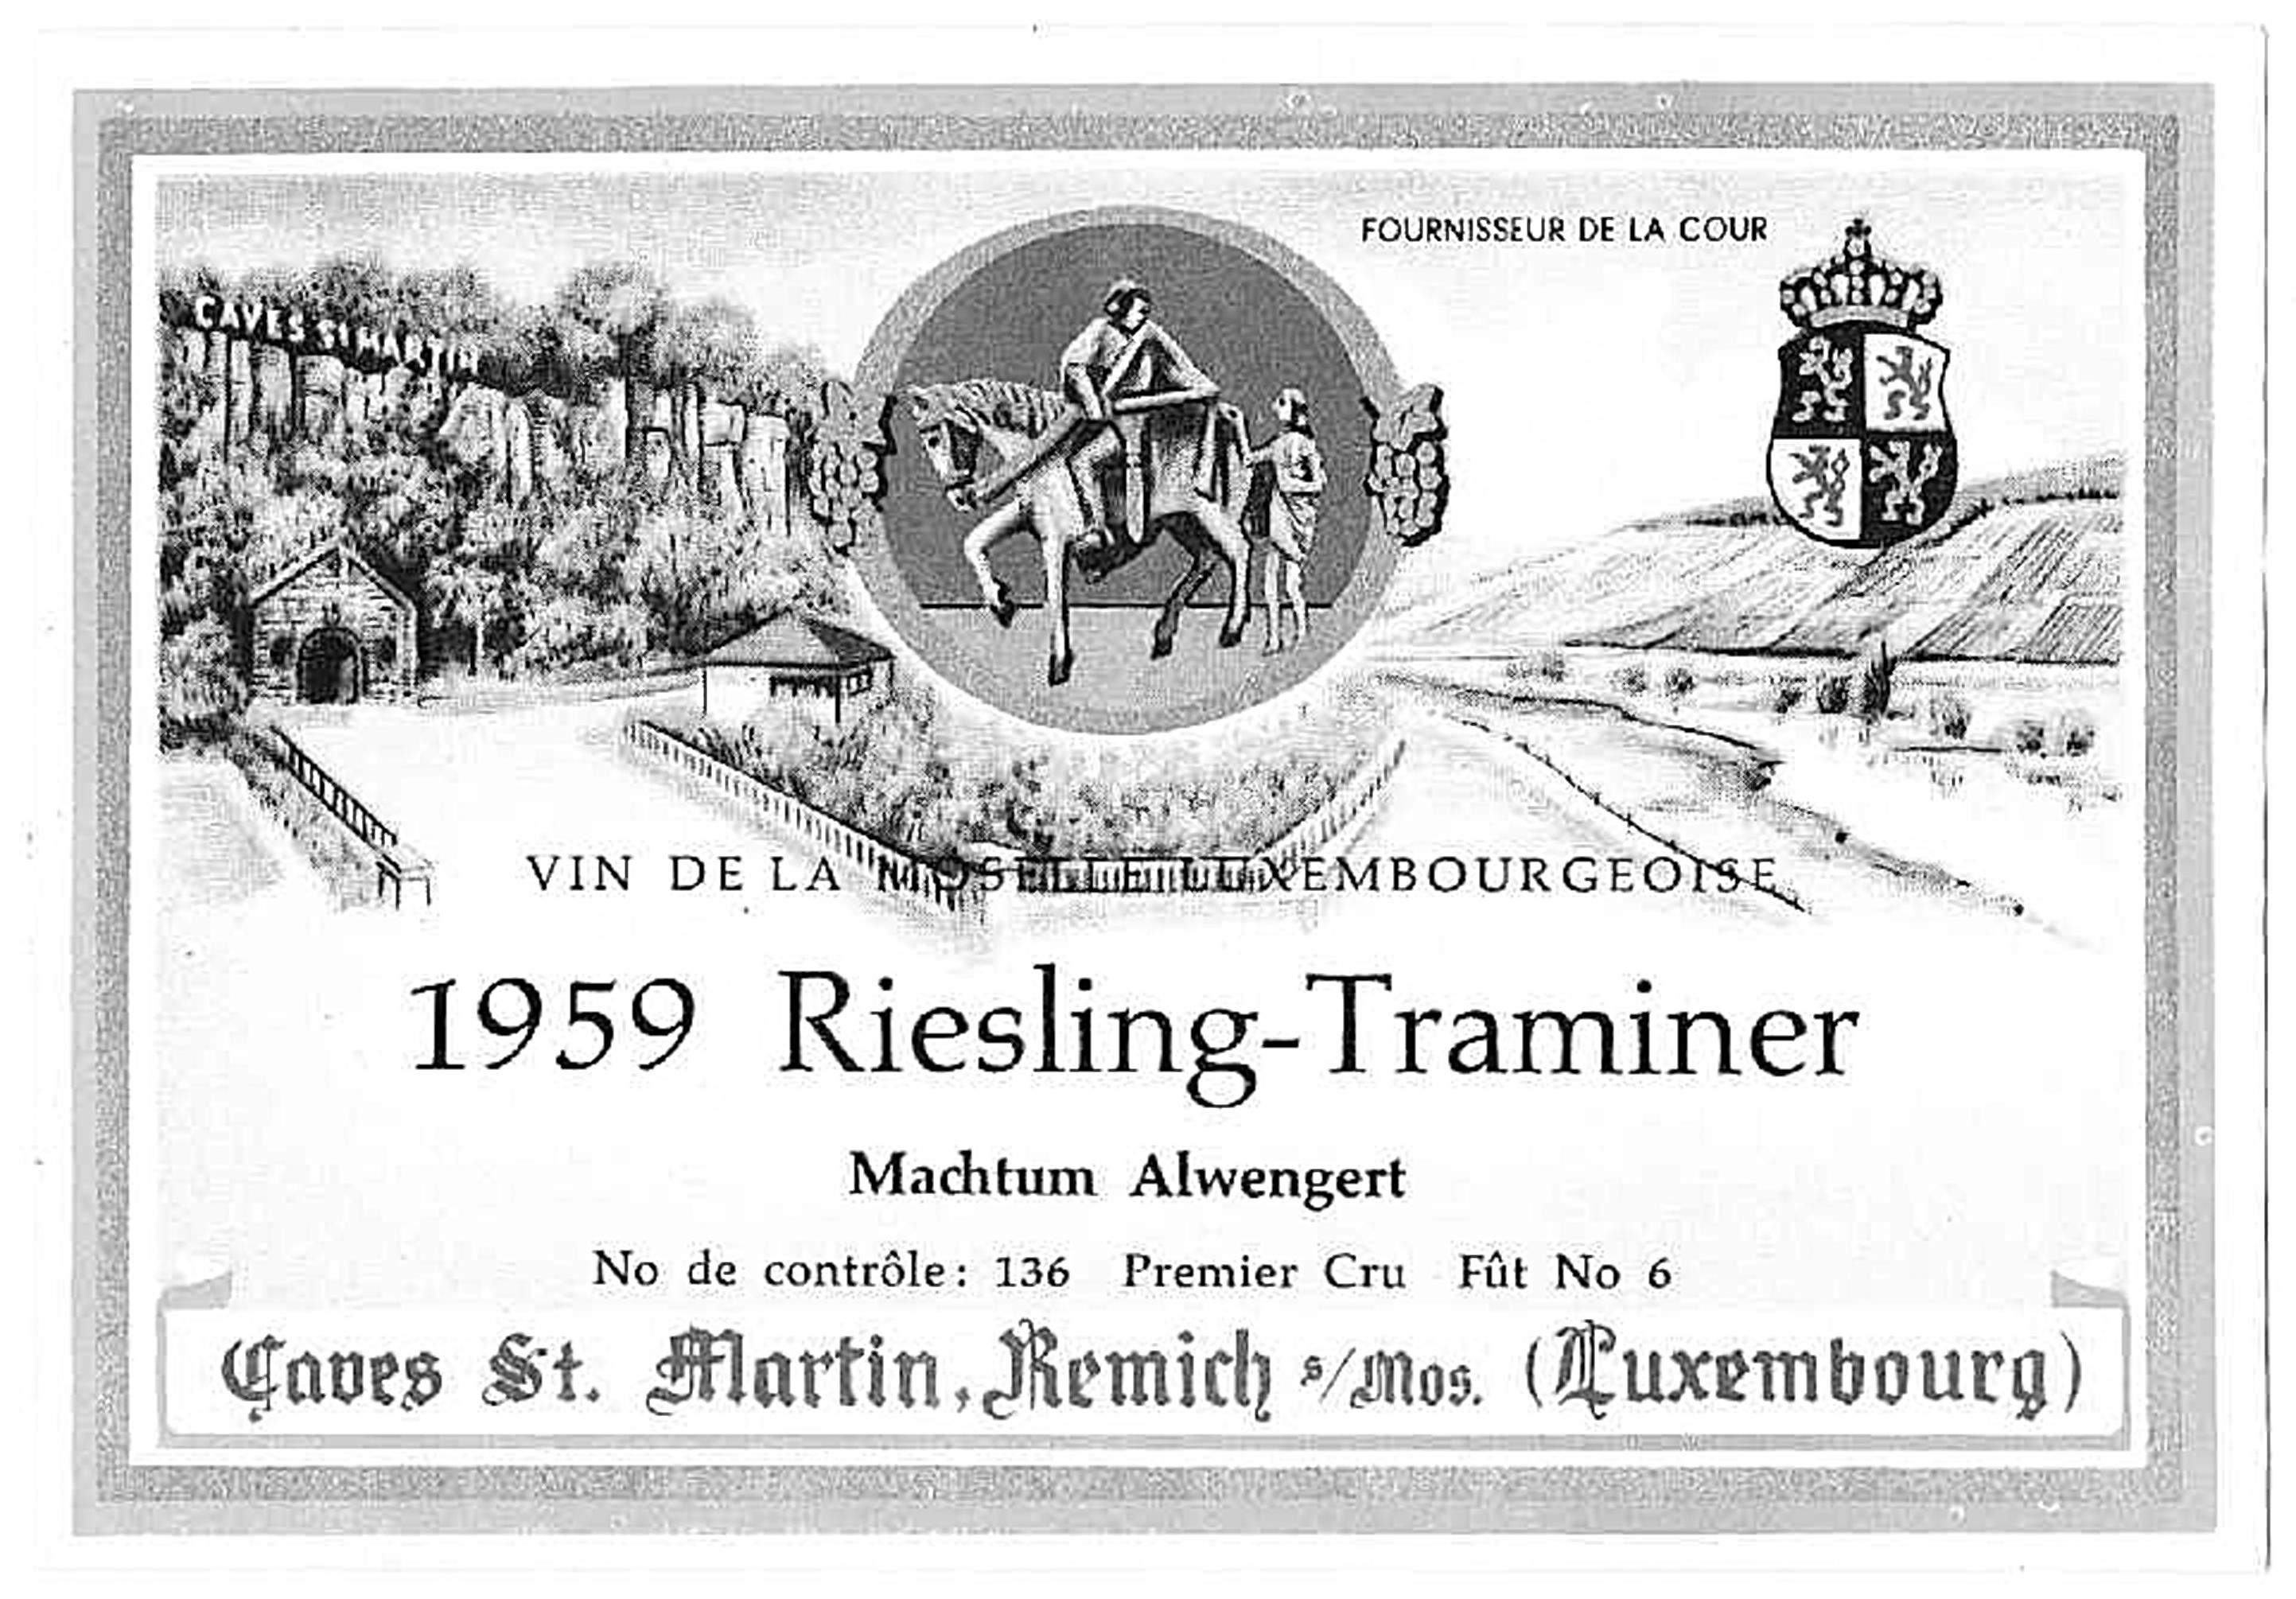 FOURNISSEUR DE LA COUR
CAVES ST MARTIN
VIN DE LA MOSELLE LUXEMBOURGEOISE
1959 Riesling-Traminer
Machtum Alwengert
No de contrôle: 136 Premier Cru Fût No 6
Caves St. Martin, Remich s/Mos. (Luxembourg)